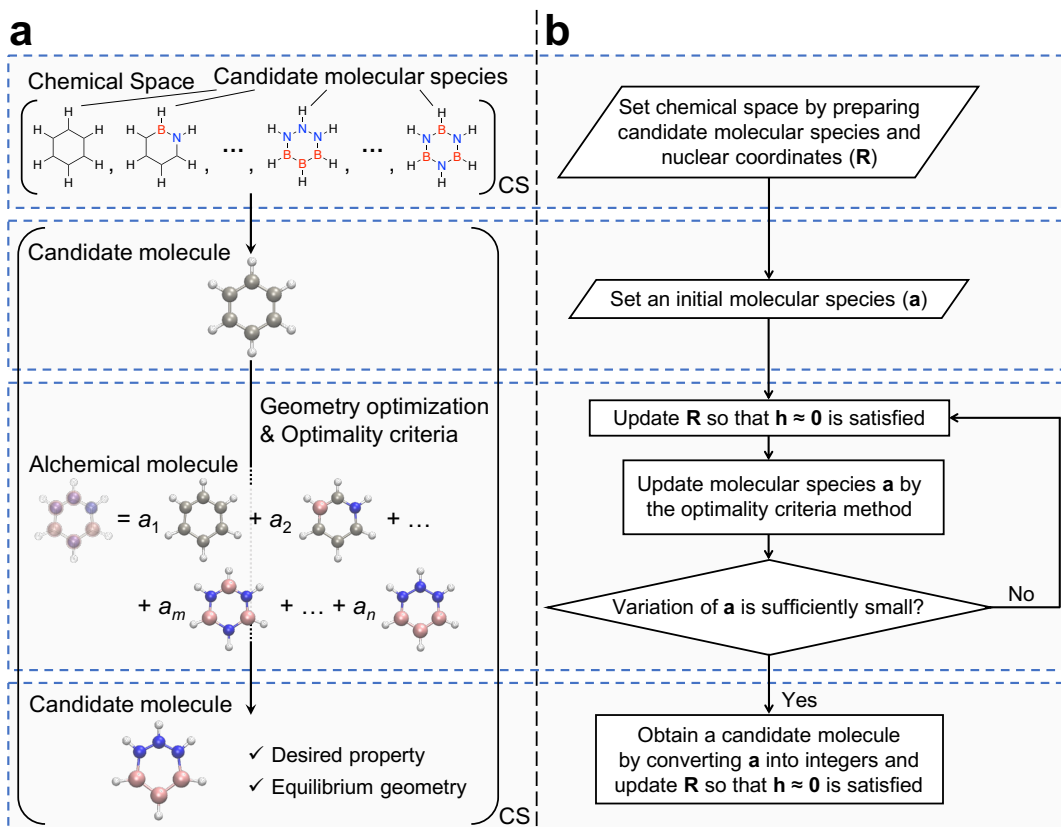 a
Chemical Space
Candidate molecular species
H
H
H
H
H
H
,
H
B
H
N
H
H
H
H
,
...
,
H
H
N
H
N
N
B
B
H
B
H
H
,
...
,
H
H
B
H
N
N
B
B
H
N
H
H
CS
Candidate molecule
Geometry optimization
& Optimality criteria
Alchemical molecule
= a1 + a2 + ...
+ am + ... + an
Candidate molecule
✓ Desired property
✓ Equilibrium geometry
CS
b
Set chemical space by preparing
candidate molecular species and
nuclear coordinates (R)
Set an initial molecular species (a)
Update R so that h ≈ 0 is satisfied
Update molecular species a by
the optimality criteria method
Variation of a is sufficiently small?
No
Yes
Obtain a candidate molecule
by converting a into integers and
update R so that h ≈ 0 is satisfied